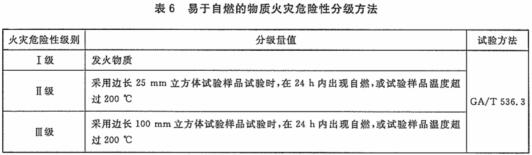 表 6 易于自燃的物质火灾危险性分级方法
火灾危险性级别 分级量值 试验方法
Ⅰ级 发火物质
Ⅱ级 采用边长 25 mm 立方体试验样品试验时,在 24 h 内出现自燃,或试验样品温度超
过 200 ℃
GA/T 536.3
Ⅲ级 采用边长 100 mm 立方体试验样品试验时,在 24 h 内出现自燃,或试验样品温度超
过 200 ℃